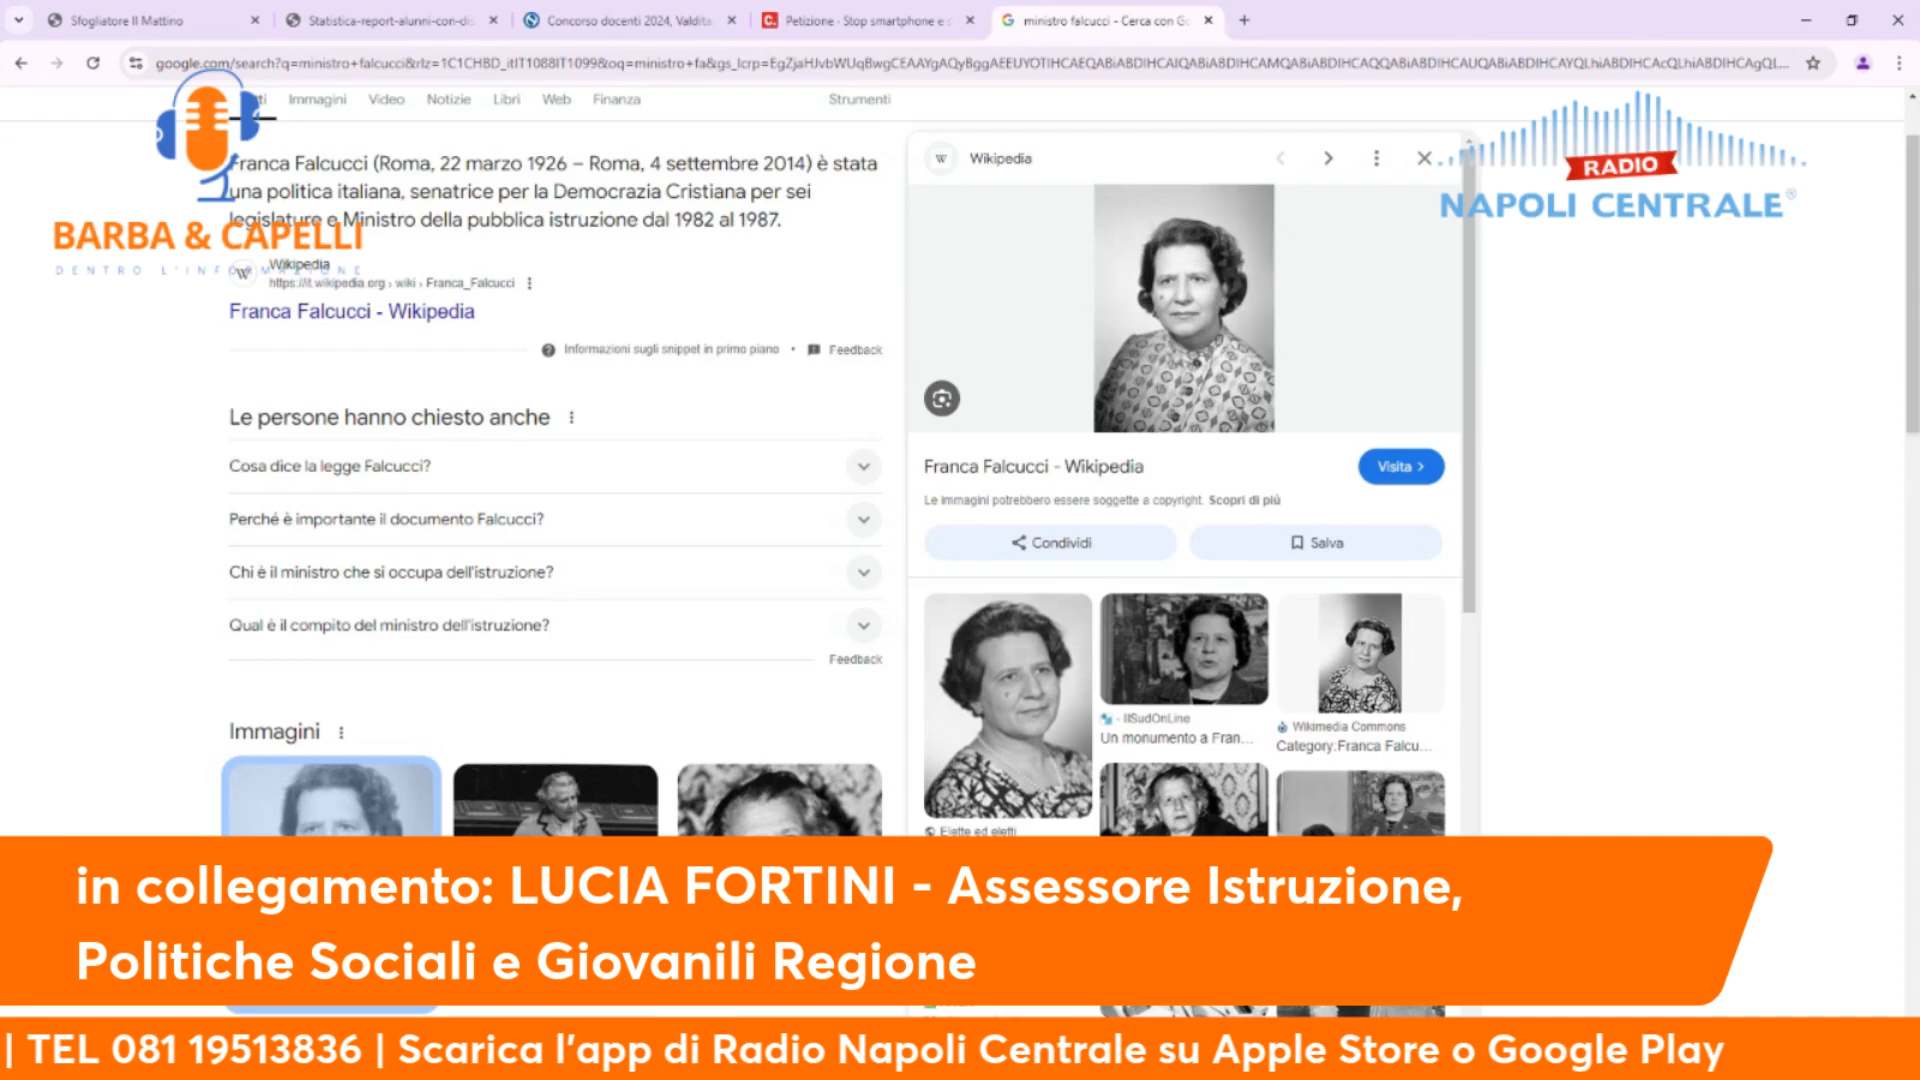 Sfogliatore Il Mattino
Statistica-report-alunni-con-dis
Concorso docenti 2024, Valdita
Petizione · Stop smartphone e s
ministro falcucci - Cerca con Go
Immagini
Video
Notizie
Libri
Web
Finanza
Strumenti
Franca Falcucci (Roma, 22 marzo 1926 – Roma, 4 settembre 2014) è stata
una politica italiana, senatrice per la Democrazia Cristiana per sei
legislature e Ministro della pubblica istruzione dal 1982 al 1987.
BARBA & CAPELLI
DENTRO L'INFORMAZIONE
Wikipedia
https://it.wikipedia.org › wiki › Franca_Falcucci
Franca Falcucci - Wikipedia
Informazioni sugli snippet in primo piano • Feedback
Le persone hanno chiesto anche
Cosa dice la legge Falcucci?
Perché è importante il documento Falcucci?
Chi è il ministro che si occupa dell'istruzione?
Qual è il compito del ministro dell'istruzione?
Feedback
Immagini
W Wikipedia
RADIO
NAPOLI CENTRALE®
Franca Falcucci - Wikipedia
Visita
Le immagini potrebbero essere soggette a copyright. Scopri di più
Condividi
Salva
- IlSudOnLine
Un monumento a Fran...
Wikimedia Commons
Category:Franca Falcu...
Elette ed eletti
in collegamento: LUCIA FORTINI - Assessore Istruzione,
Politiche Sociali e Giovanili Regione
| TEL 081 19513836 | Scarica l'app di Radio Napoli Centrale su Apple Store o Google Play